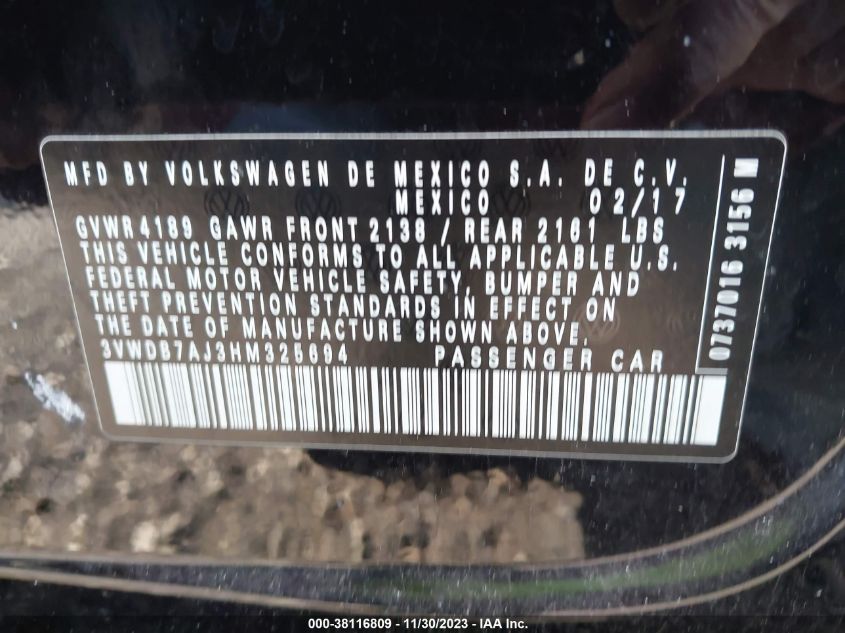 MFD BY VOLKSWAGEN DE MEXICO S.A. DE C.V.
MEXICO 02/17
GVWR 4189 GAWR FRONT 2138 / REAR 2161 LBS
THIS VEHICLE CONFORMS TO ALL APPLICABLE U.S.
FEDERAL MOTOR VEHICLE SAFETY, BUMPER AND
THEFT PREVENTION STANDARDS IN EFFECT ON
THE DATE OF MANUFACTURE SHOWN ABOVE.
3VWDB7AJ3HM325694 PASSENGER CAR
0737016 3156 M
000-38116809 - 11/30/2023 - IAA Inc.